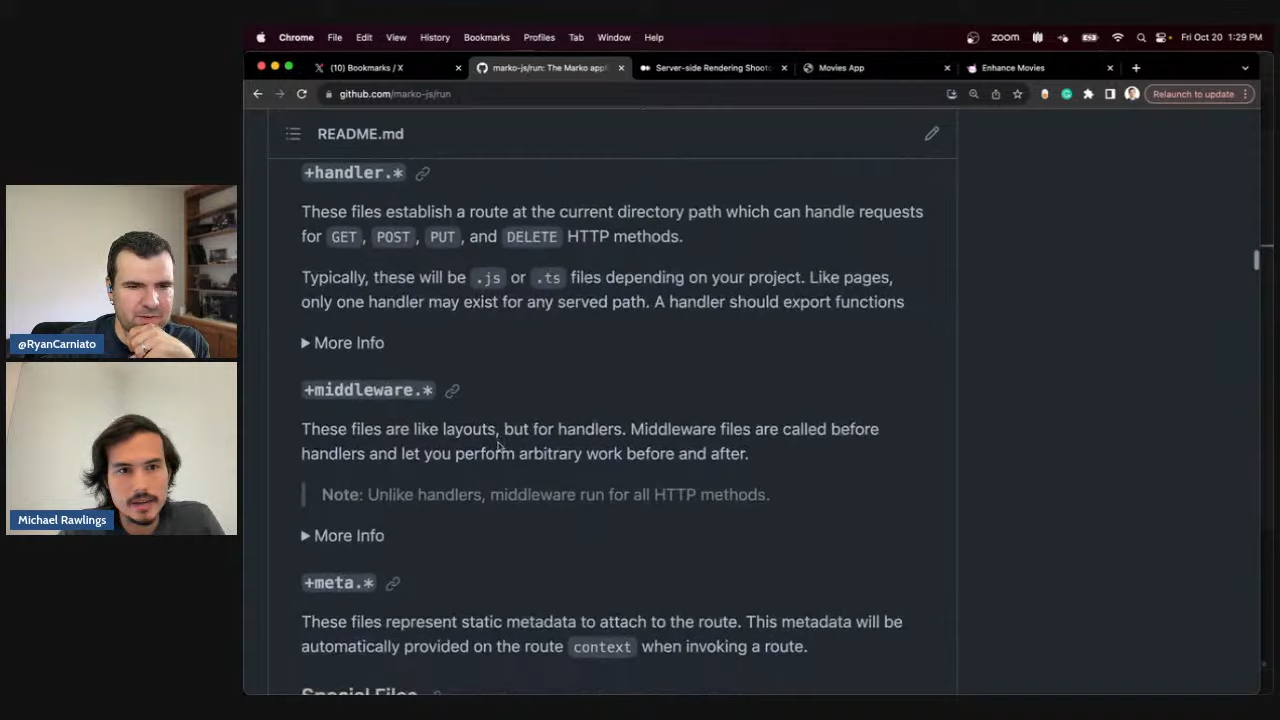 Chrome File Edit View History Bookmarks Profiles Tab Window Help zoom Fri Oct 20 1:29 PM
(10) Bookmarks / X marko-js/run: The Marko appl Server-side Rendering Shoot Movies App Enhance Movies
github.com/marko-js/run Relaunch to update
README.md
+handler.*
These files establish a route at the current directory path which can handle requests
for GET, POST, PUT, and DELETE HTTP methods.
Typically, these will be .js or .ts files depending on your project. Like pages,
only one handler may exist for any served path. A handler should export functions
More Info
+middleware.*
These files are like layouts, but for handlers. Middleware files are called before
handlers and let you perform arbitrary work before and after.
Note: Unlike handlers, middleware run for all HTTP methods.
More Info
+meta.*
These files represent static metadata to attach to the route. This metadata will be
automatically provided on the route context when invoking a route.
Special Files
@RyanCarniato
Michael Rawlings